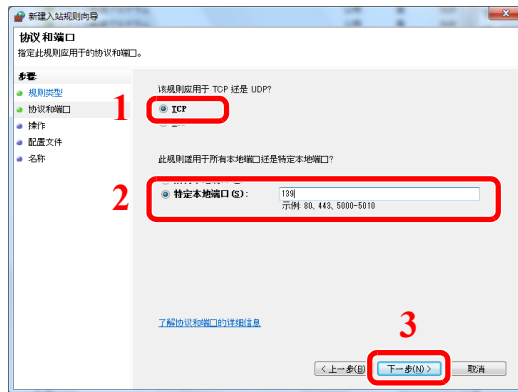 新建入站规则向导
协议和端口
指定此规则应用于的协议和端口。
步骤:
规则类型
协议和端口
操作
配置文件
名称
该规则应用于 TCP 还是 UDP?
1
TCP
此规则适用于所有本地端口还是特定本地端口?
2
特定本地端口(S):
139
示例: 80、443、5000-5010
了解协议和端口的详细信息
3
< 上一步(B)
下一步(N) >
取消